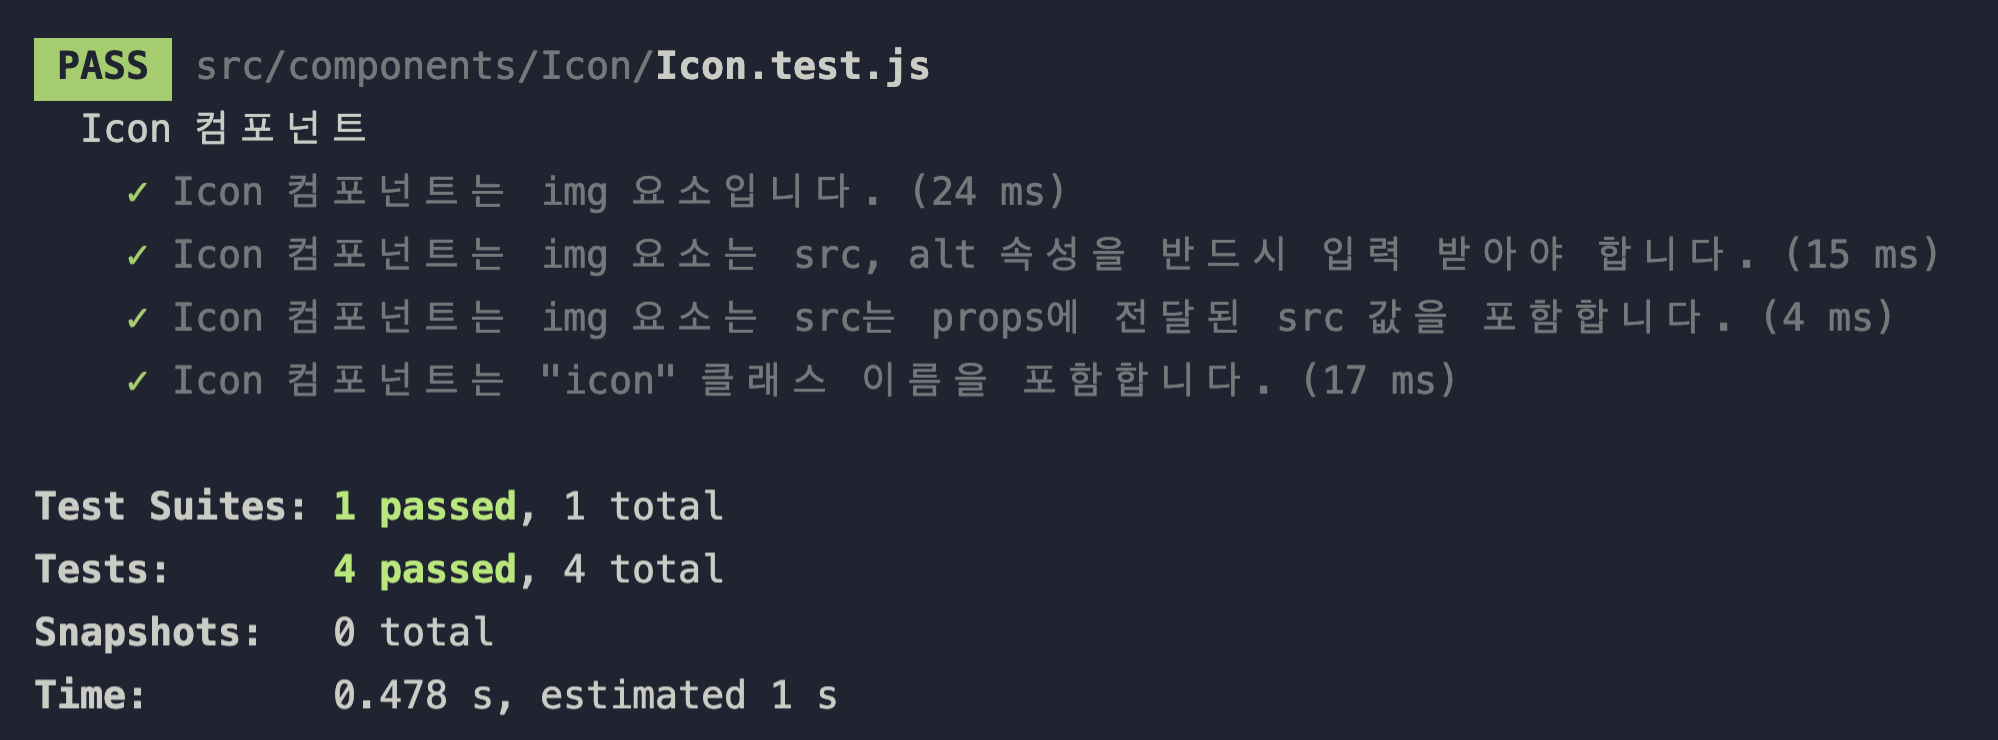 PASS src/components/Icon/Icon.test.js
Icon 컴포넌트
✓ Icon 컴포넌트는 img 요소입니다. (24 ms)
✓ Icon 컴포넌트는 img 요소는 src, alt 속성을 반드시 입력 받아야 합니다. (15 ms)
✓ Icon 컴포넌트는 img 요소는 src는 props에 전달된 src 값을 포함합니다. (4 ms)
✓ Icon 컴포넌트는 "icon" 클래스 이름을 포함합니다. (17 ms)
Test Suites: 1 passed, 1 total
Tests: 4 passed, 4 total
Snapshots: 0 total
Time: 0.478 s, estimated 1 s